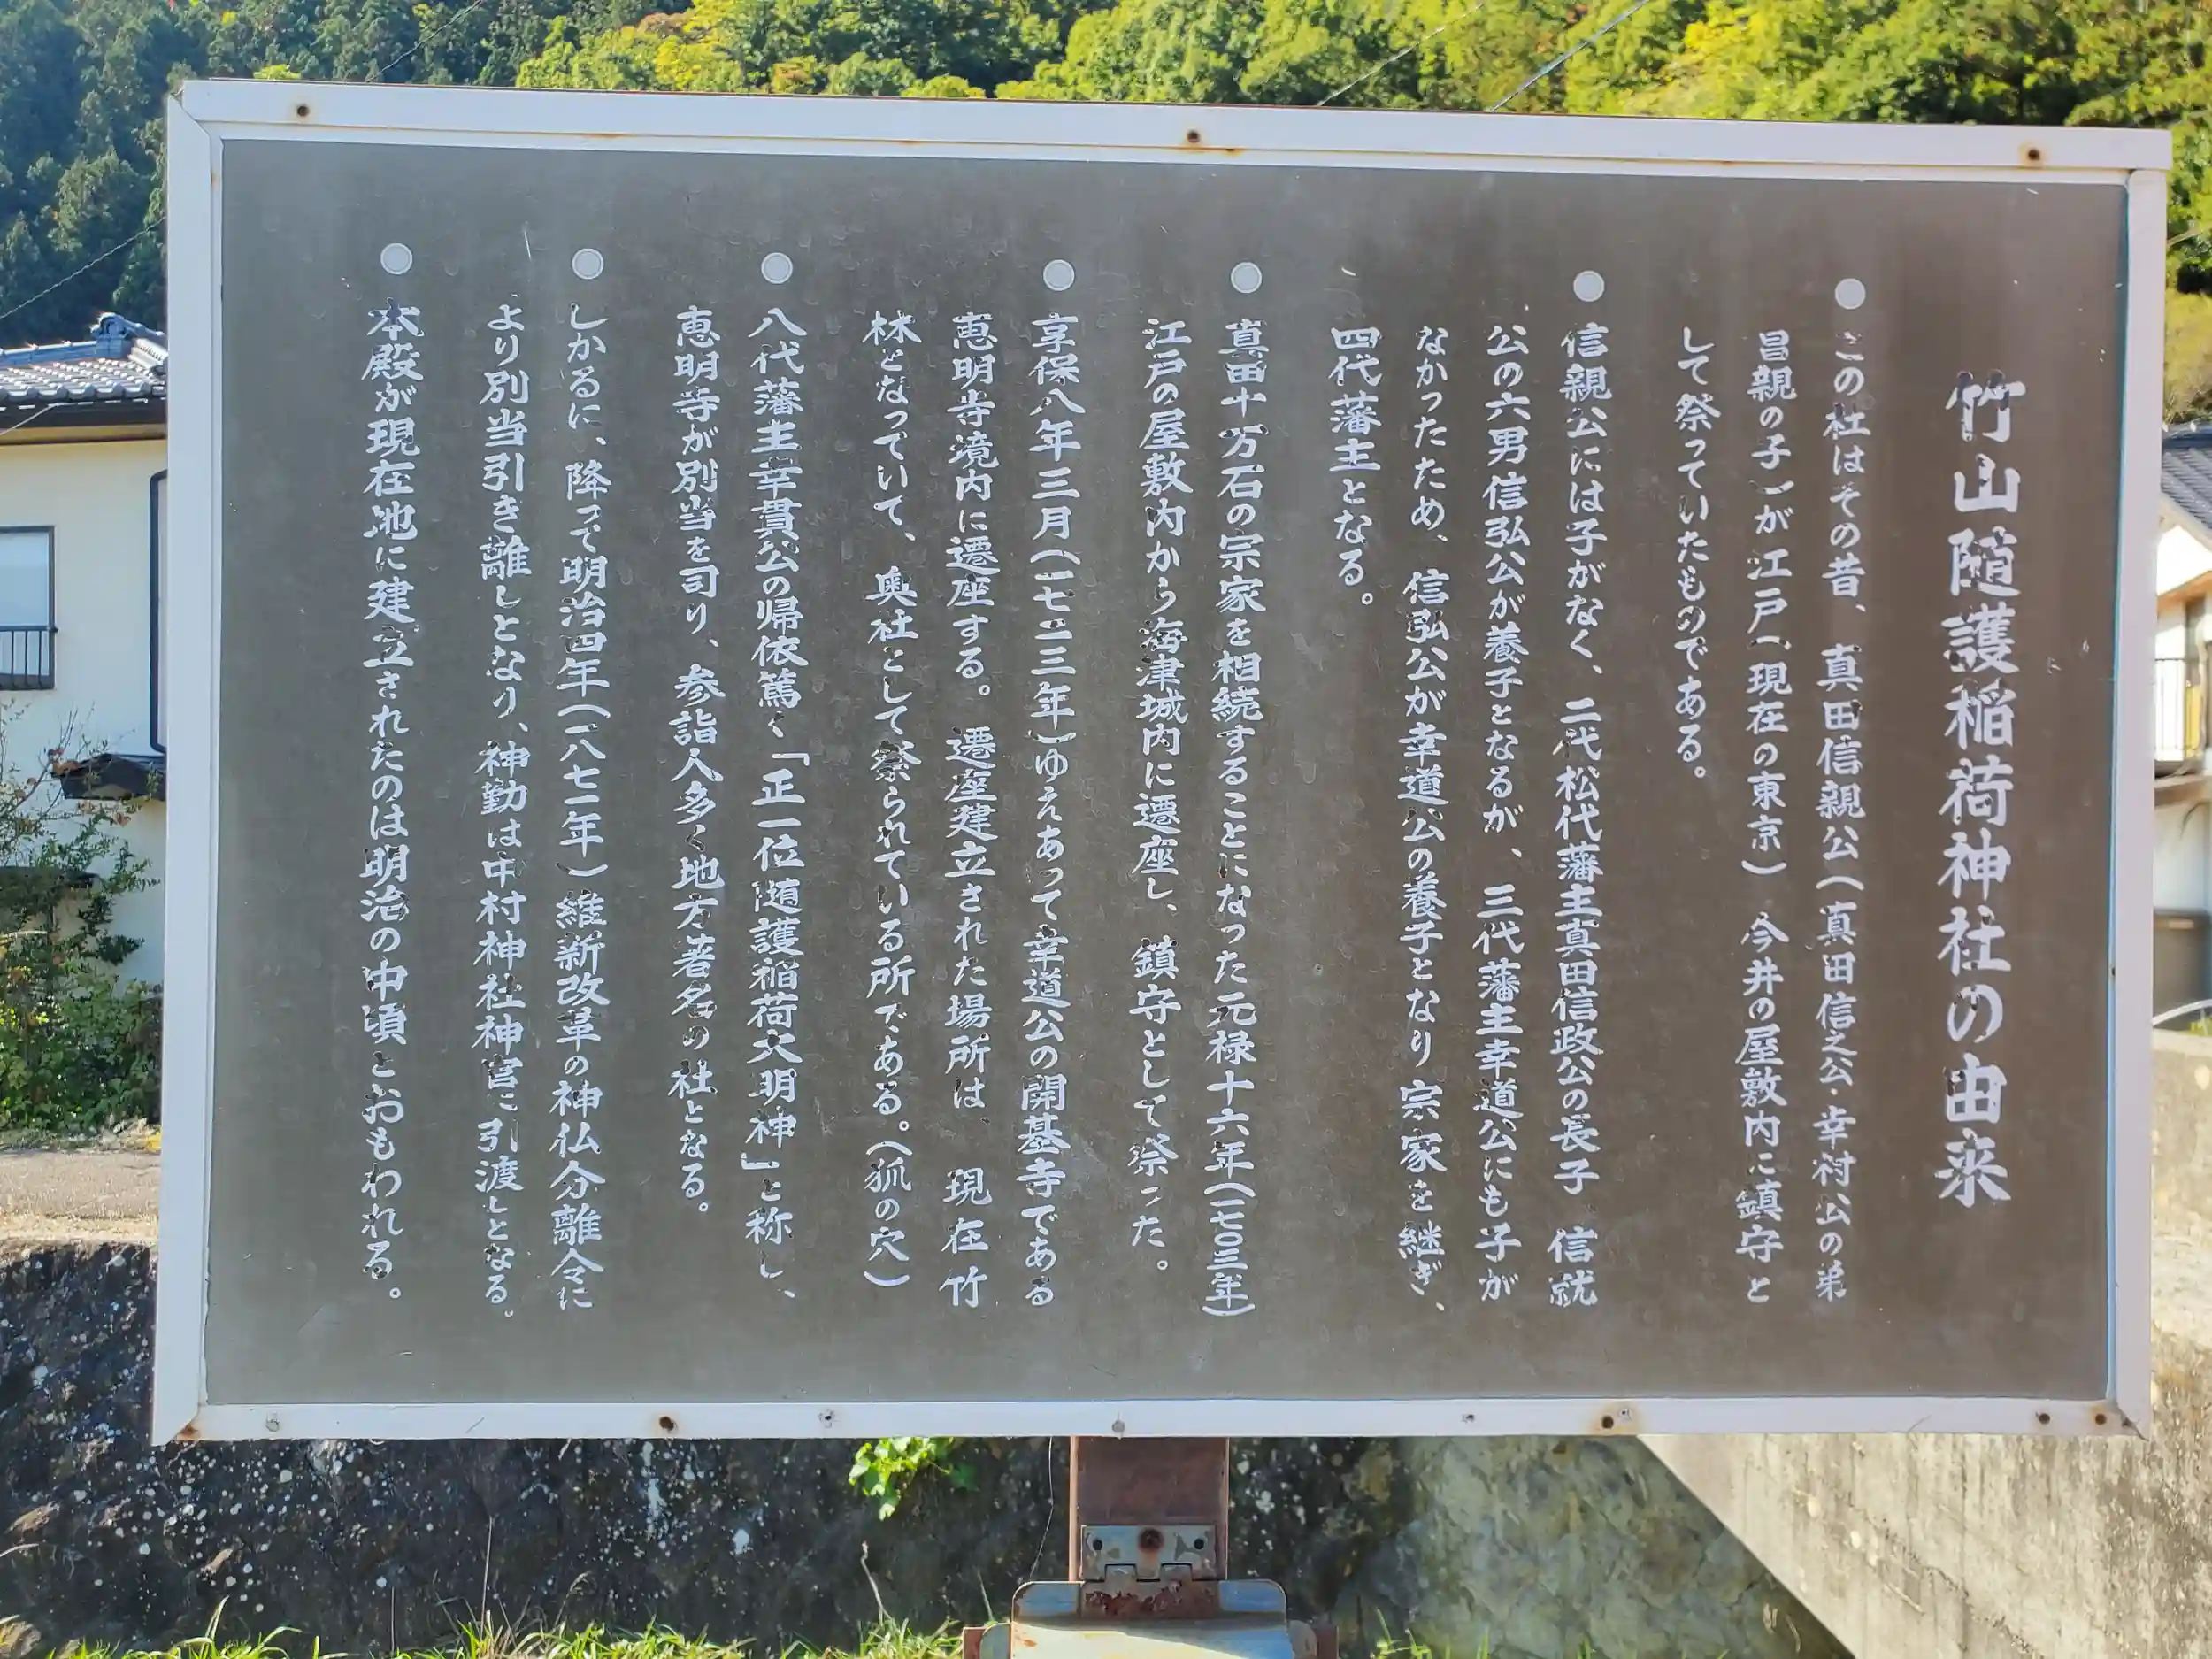 竹山随護稲荷神社の由来
●この社はその昔、真田信親公(真田信之公・幸村公の弟
昌親の子)が江戸(現在の東京) 今井の屋敷内に鎮守と
して祭っていたものである。
●信親公には子がなく、二代松代藩主真田信政公の長子 信就
公の六男信弘公が養子となるが、三代藩主幸道公にも子が
なかったため、信弘公が幸道公の養子となり宗家を継ぎ、
四代藩主となる。
●真田十万石の宗家を相続することになった元禄十六年(一七〇三年)
江戸の屋敷内から海津城内に遷座し、鎮守として祭った。
●享保八年三月(一七二三年)ゆえあって幸道公の開基寺である
恵明寺境内に遷座する。遷座建立された場所は、現在竹
林となっていて、奥社として祭られている所である。(狐の穴)
●八代藩主幸貫公の帰依篤く「正一位随護稲荷大明神」と称し、
恵明寺が別当を司り、参詣人多く地方著名の社となる。
●しかるに、降って明治四年(一八七一年)維新改革の神仏分離令に
より別当引き離しとなり、神勤は中村神社神官に引渡しとなる。
●本殿が現在地に建立されたのは明治の中頃とおもわれる。